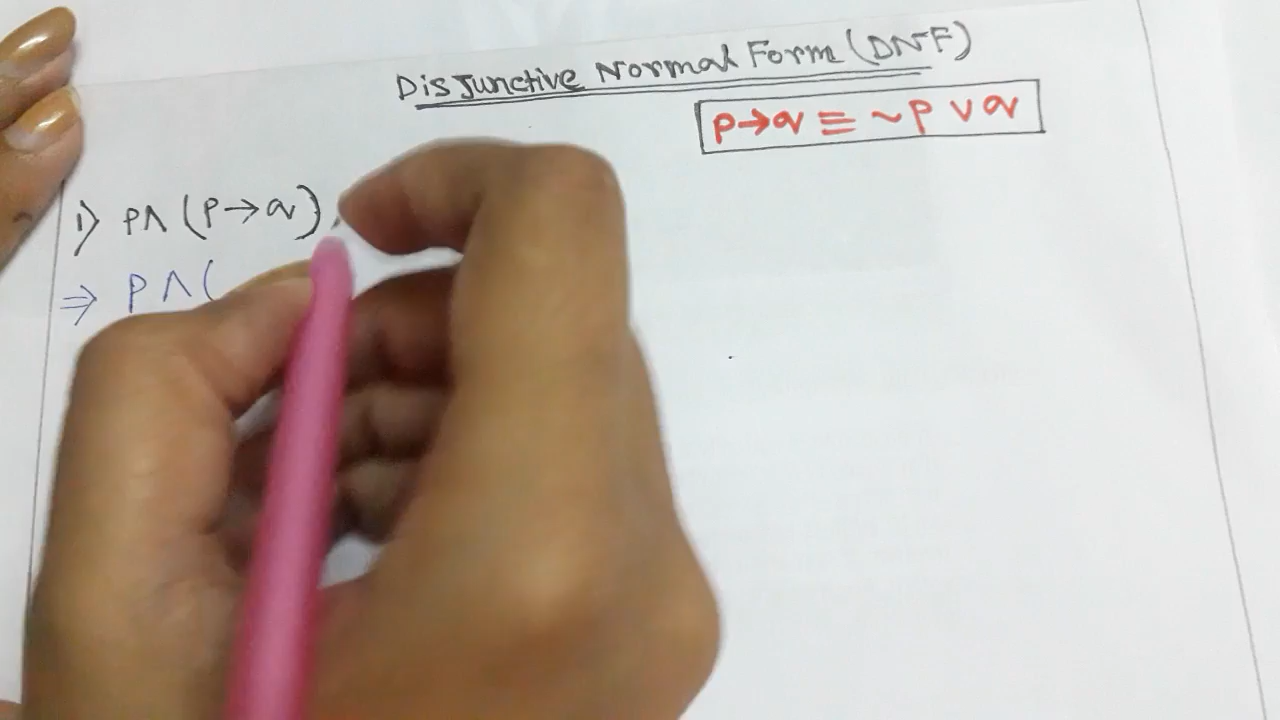 Disjunctive Normal Form (DNF)
p→q ≡ ~p ∨ q
1) p∧(p→q)
⇒ p∧(